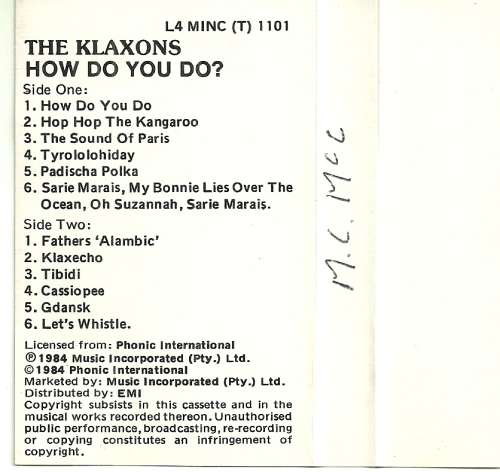 L4 MINC (T) 1101
THE KLAXONS
HOW DO YOU DO?
Side One:
1. How Do You Do
2. Hop Hop The Kangaroo
3. The Sound Of Paris
4. Tyrololohiday
5. Padischa Polka
6. Sarie Marais, My Bonnie Lies Over The
Ocean, Oh Suzannah, Sarie Marais.
Side Two:
1. Fathers ‘Alambic’
2. Klaxecho
3. Tibidi
4. Cassiopee
5. Gdansk
6. Let's Whistle.
Licensed from: Phonic International
℗1984 Music Incorporated (Pty.) Ltd.
©1984 Phonic International
Marketed by: Music Incorporated (Pty.) Ltd.
Distributed by: EMI
Copyright subsists in this cassette and in the
musical works recorded thereon. Unauthorised
public performance, broadcasting, re-recording
or copying constitutes an infringement of
copyright.
M.C. Mcc